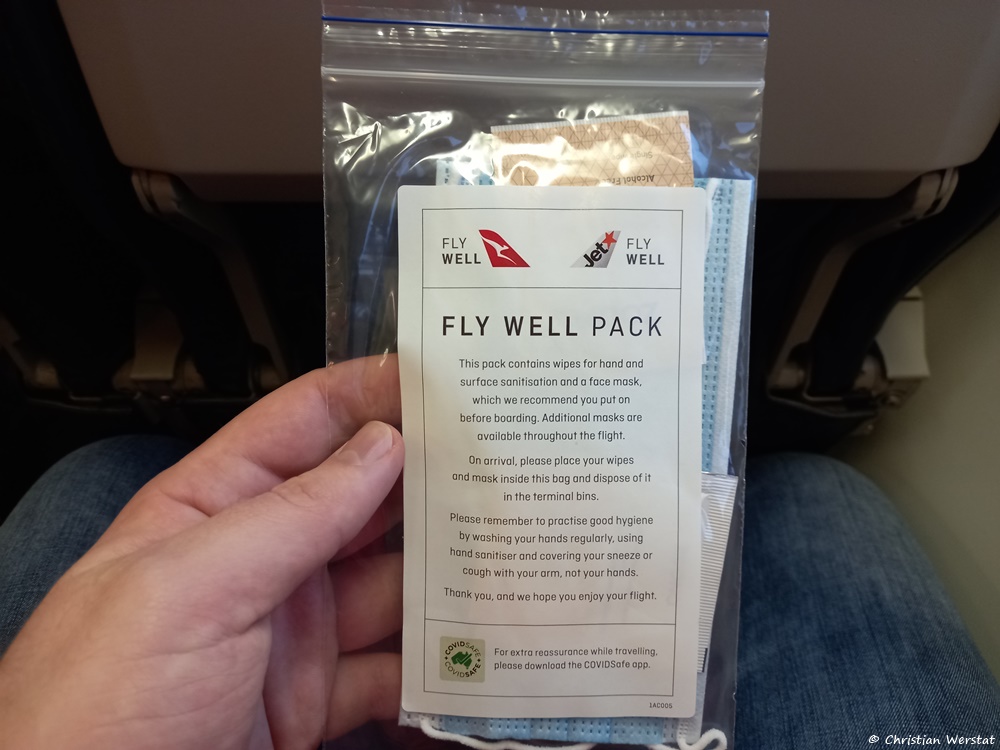 Alcohol Fr
FLY
WELL
Jet
FLY
WELL
FLY WELL PACK
This pack contains wipes for hand and
surface sanitisation and a face mask,
which we recommend you put on
before boarding. Additional masks are
available throughout the flight.
On arrival, please place your wipes
and mask inside this bag and dispose of it
in the terminal bins.
Please remember to practise good hygiene
by washing your hands regularly, using
hand sanitiser and covering your sneeze or
cough with your arm, not your hands.
Thank you, and we hope you enjoy your flight.
COVIDSAFE
COVIDSAFE
For extra reassurance while travelling,
please download the COVIDSafe app.
1AC005
© Christian Werstat